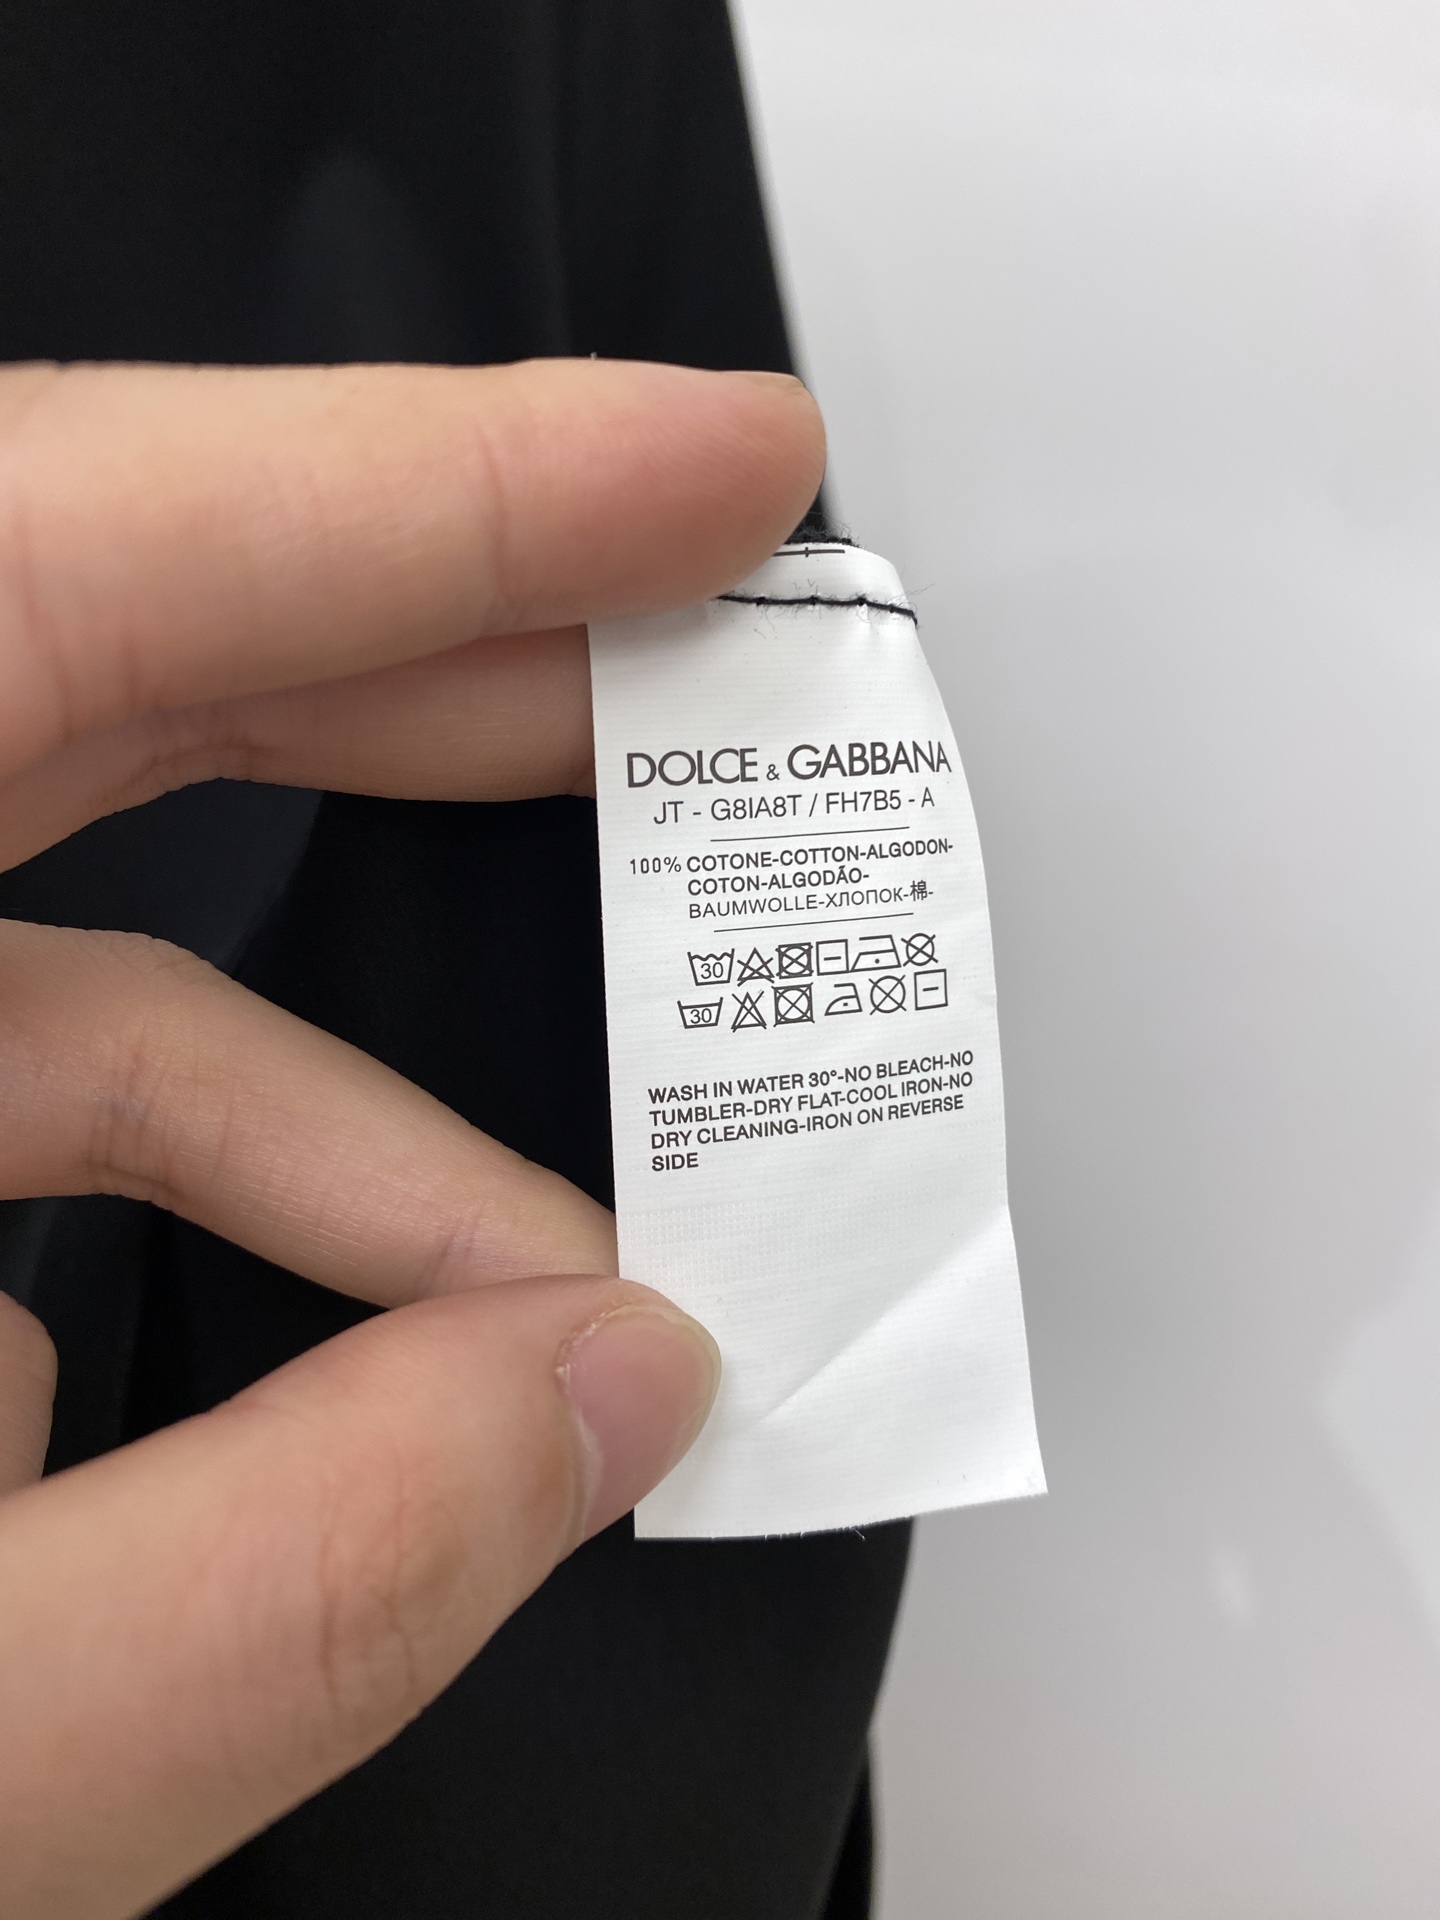 DOLCE & GABBANA
JT - G8IA8T / FH7B5 - A
100% COTONE-COTTON-ALGODON-
COTON-ALGODÃO-
BAUMWOLLE-ХЛОПОК-棉-
30
30
WASH IN WATER 30°-NO BLEACH-NO
TUMBLER-DRY FLAT-COOL IRON-NO
DRY CLEANING-IRON ON REVERSE
SIDE